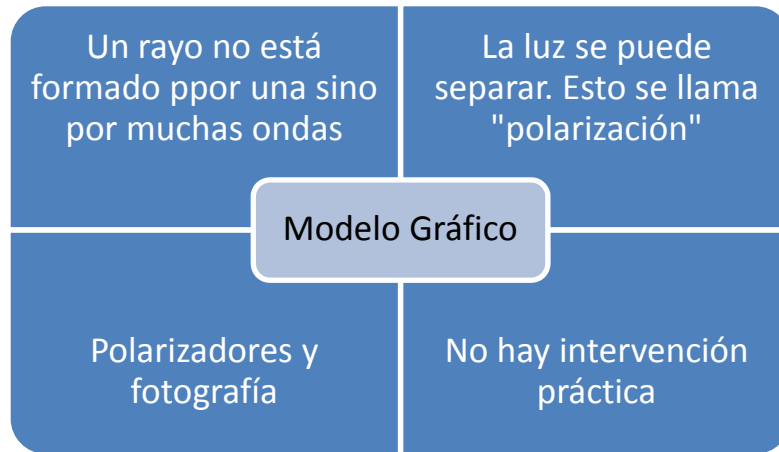 Un rayo no está
formado ppor una sino
por muchas ondas
La luz se puede
separar. Esto se llama
"polarización"
Modelo Gráfico
Polarizadores y
fotografía
No hay intervención
práctica